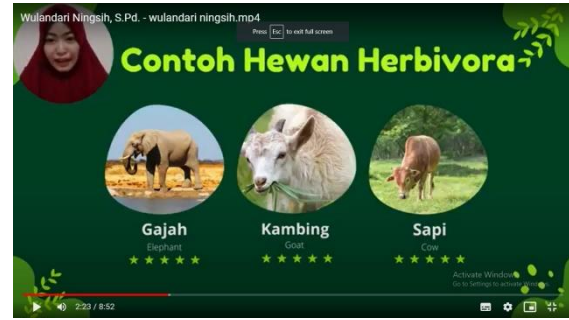 Wulandari Ningsih, S.Pd. - wulandari ningsih.mp4
Press Esc to exit full screen
Contoh Hewan Herbivora
Gajah
Elephant
Kambing
Goat
Sapi
Cow
Activate Windows
Go to Settings to activate Windows.
2:23 / 8:52